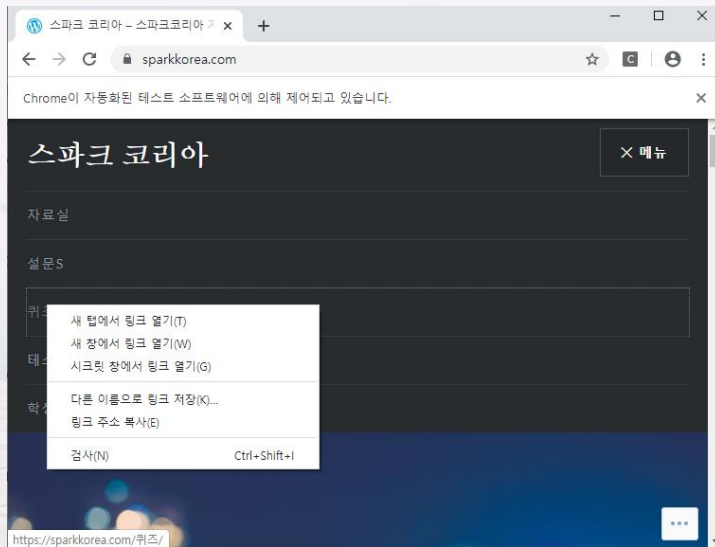 스파크 코리아 – 스파크코리아
sparkkorea.com
Chrome이 자동화된 테스트 소프트웨어에 의해 제어되고 있습니다.
스파크 코리아
메뉴
자료실
설문S
새 탭에서 링크 열기(T)
새 창에서 링크 열기(W)
시크릿 창에서 링크 열기(G)
다른 이름으로 링크 저장(K)...
링크 주소 복사(E)
검사(N) Ctrl+Shift+I
https://sparkkorea.com/퀴즈/